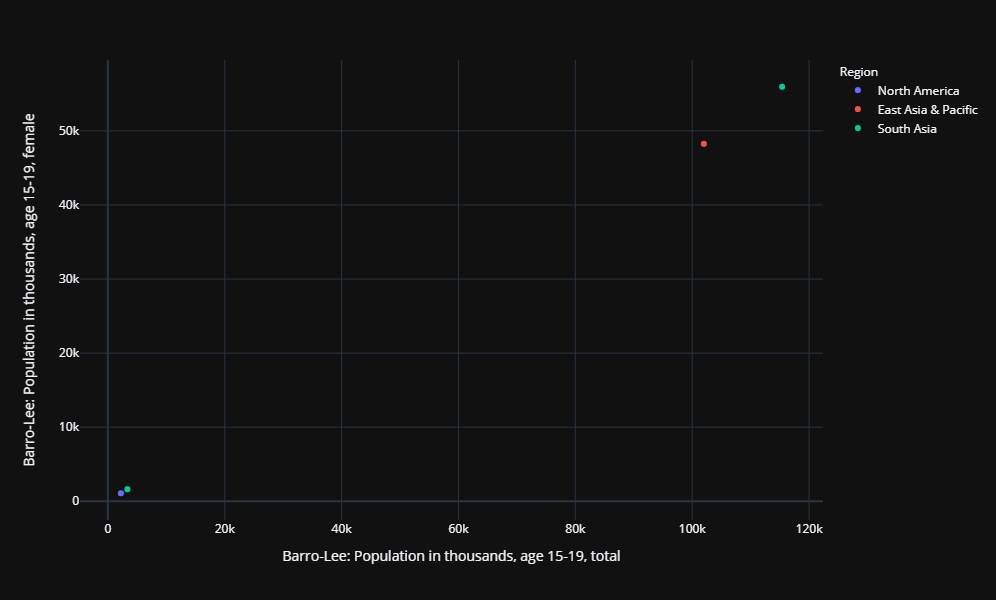 Region
North America
East Asia & Pacific
South Asia
Barro-Lee: Population in thousands, age 15-19, female
50k
40k
30k
20k
10k
0
0
20k
40k
60k
80k
100k
120k
Barro-Lee: Population in thousands, age 15-19, total